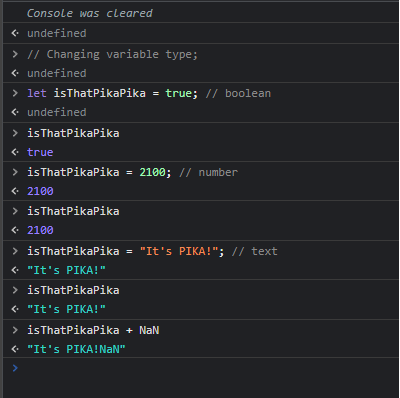 Console was cleared
undefined
// Changing variable type;
undefined
let isThatPikaPika = true; // boolean
undefined
isThatPikaPika
true
isThatPikaPika = 2100; // number
2100
isThatPikaPika
2100
isThatPikaPika = "It's PIKA!"; // text
"It's PIKA!"
isThatPikaPika
"It's PIKA!"
isThatPikaPika + NaN
"It's PIKA!NaN"